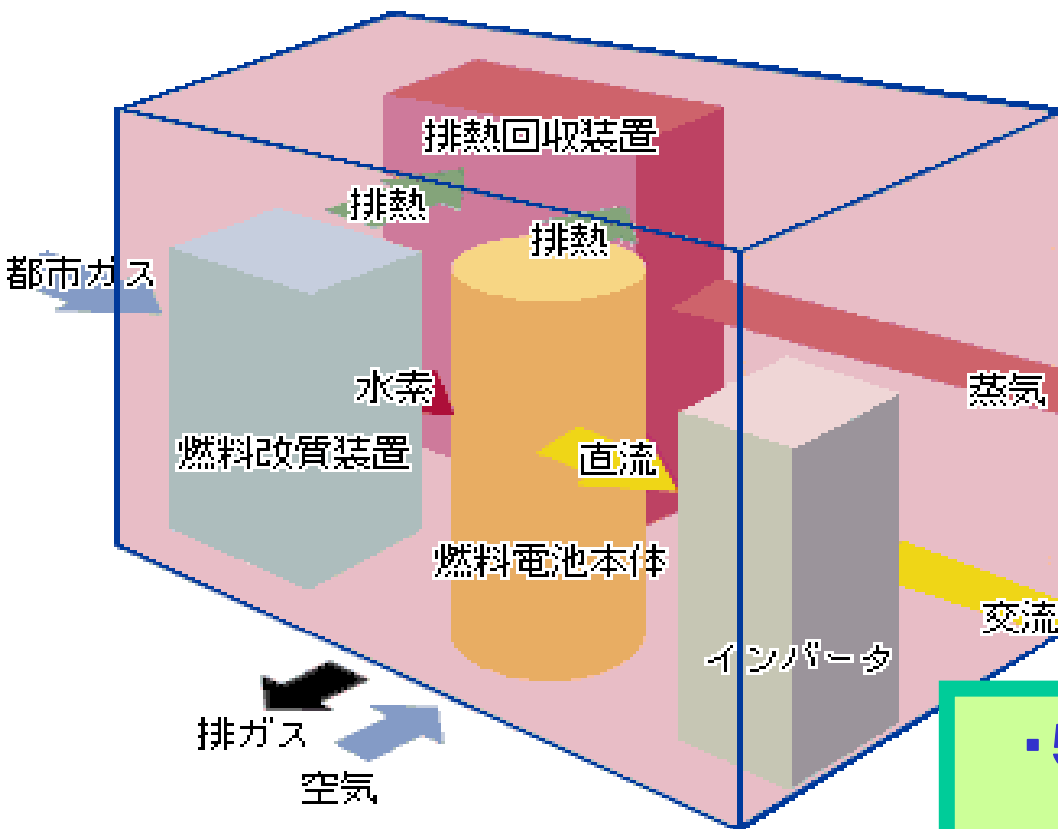 排熱回収装置
排熱
排熱
都市ガス
水素
蒸気
燃料改質装置
直流
燃料電池本体
交流
インバータ
排ガス
空気